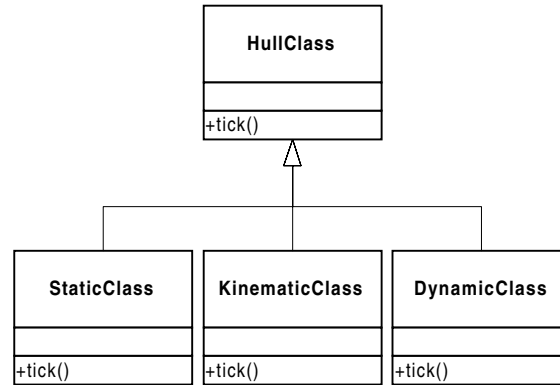 HullClass
+tick()
StaticClass
KinematicClass
DynamicClass
+tick()
+tick()
+tick()